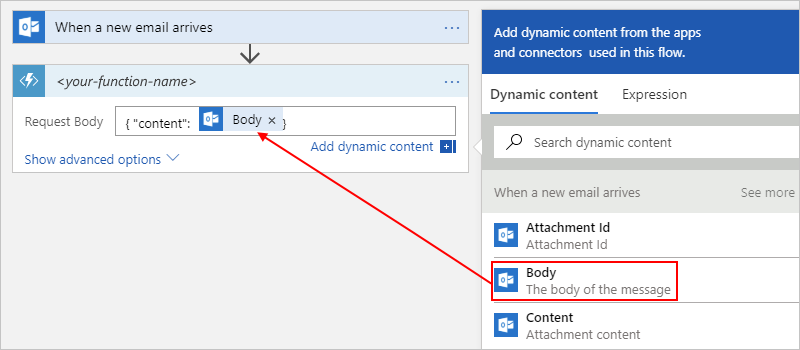 When a new email arrives
...
<your-function-name>
...
Request Body
{ "content": Body × }
Add dynamic content
Show advanced options
Add dynamic content from the apps
and connectors used in this flow.
Dynamic content
Expression
Search dynamic content
When a new email arrives
See more
Attachment Id
Attachment Id
Body
The body of the message
Content
Attachment content